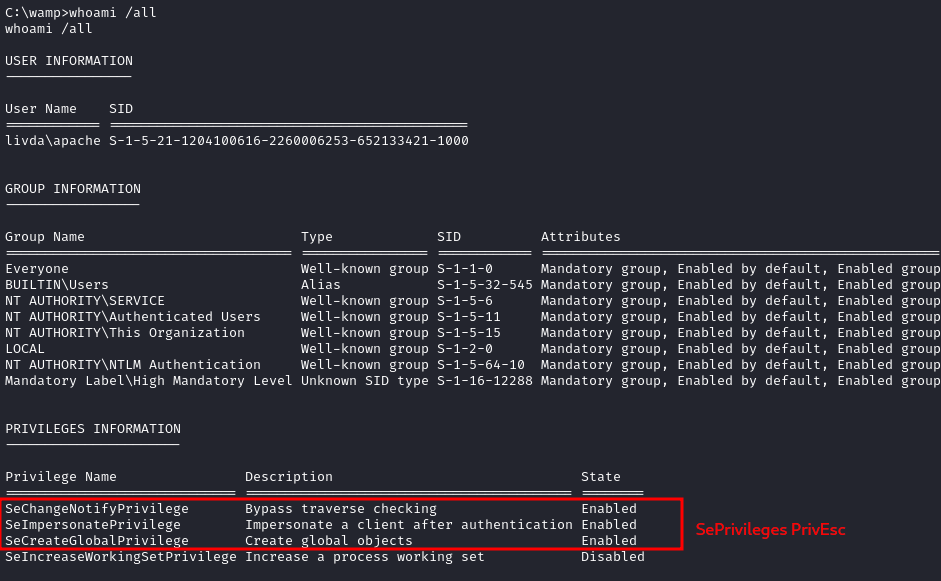 C:\wamp>whoami /all
whoami /all
USER INFORMATION
User Name SID
livda\apache S-1-5-21-1204100616-2260006253-652133421-1000
GROUP INFORMATION
Group Name Type SID Attributes
Everyone Well-known group S-1-1-0 Mandatory group, Enabled by default, Enabled group
BUILTIN\Users Alias S-1-5-32-545 Mandatory group, Enabled by default, Enabled group
NT AUTHORITY\SERVICE Well-known group S-1-5-6 Mandatory group, Enabled by default, Enabled group
NT AUTHORITY\Authenticated Users Well-known group S-1-5-11 Mandatory group, Enabled by default, Enabled group
NT AUTHORITY\This Organization Well-known group S-1-5-15 Mandatory group, Enabled by default, Enabled group
LOCAL Well-known group S-1-2-0 Mandatory group, Enabled by default, Enabled group
NT AUTHORITY\NTLM Authentication Well-known group S-1-5-64-10 Mandatory group, Enabled by default, Enabled group
Mandatory Label\High Mandatory Level Unknown SID type S-1-16-12288 Mandatory group, Enabled by default, Enabled group
PRIVILEGES INFORMATION
Privilege Name Description State
SeChangeNotifyPrivilege Bypass traverse checking Enabled
SeImpersonatePrivilege Impersonate a client after authentication Enabled
SePrivileges PrivEsc
SeCreateGlobalPrivilege Create global objects Enabled
SeIncreaseWorkingSetPrivilege Increase a process working set Disabled